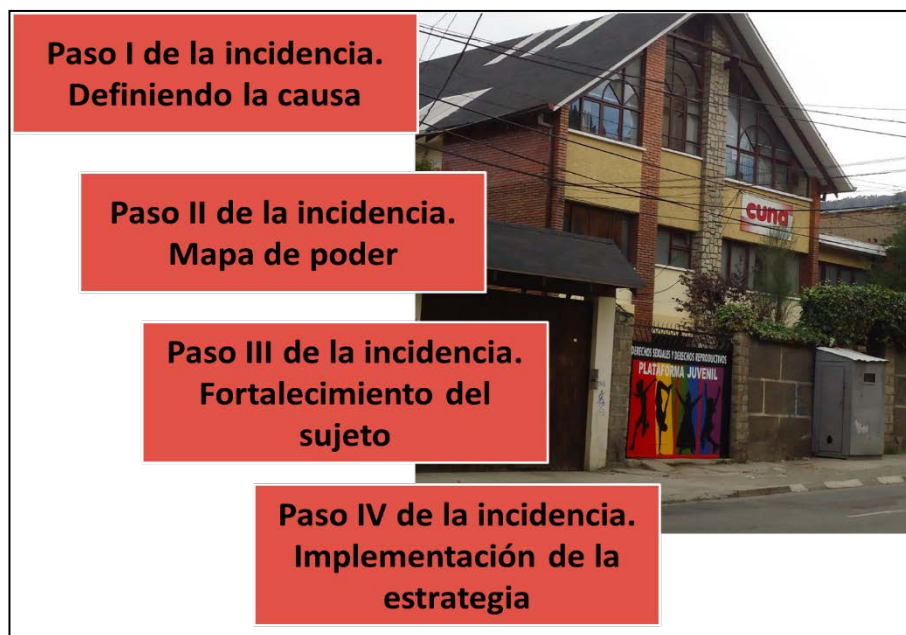 Paso I de la incidencia.
Definiendo la causa
Paso II de la incidencia.
Mapa de poder
cuna
Paso III de la incidencia.
Fortalecimiento del
sujeto
DERECHOS SEXUALES Y DERECHOS REPRODUCTIVOS
PLATAFORMA JUVENIL
Paso IV de la incidencia.
Implementación de la
estrategia